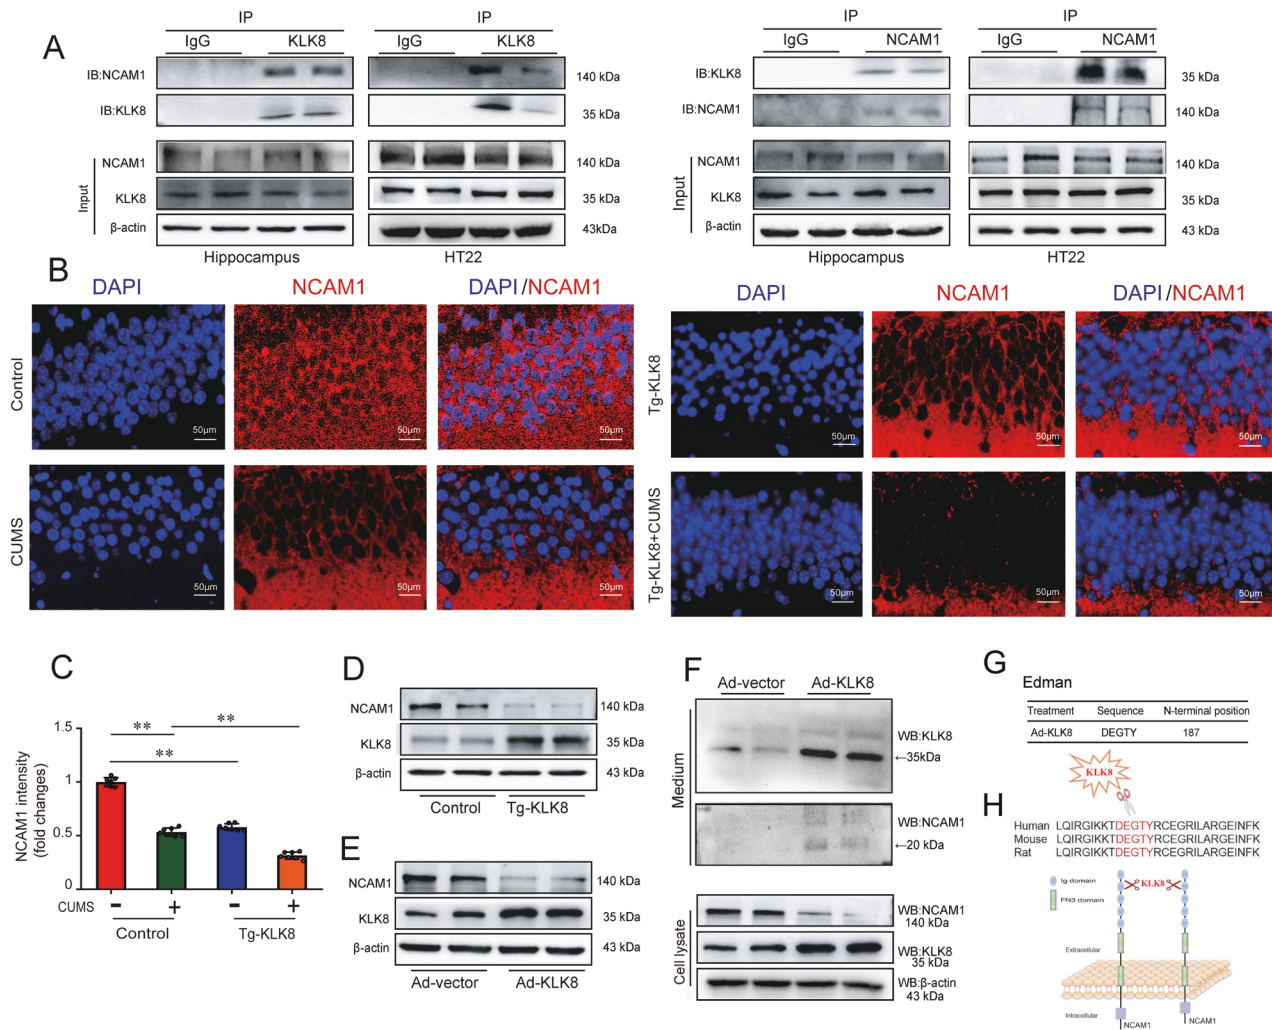 A
IP
IgG KLK8
IP
IgG KLK8
IB:NCAM1
140 kDa
IB:KLK8
35 kDa
Input
NCAM1
140 kDa
KLK8
35 kDa
β-actin
43kDa
Hippocampus
HT22
IP
IgG NCAM1
IP
IgG NCAM1
IB:KLK8
35 kDa
IB:NCAM1
140 kDa
Input
NCAM1
140 kDa
KLK8
35 kDa
β-actin
43 kDa
Hippocampus
HT22
B
DAPI NCAM1 DAPI/NCAM1
Control
50μm 50μm 50μm
CUMS
50μm 50μm 50μm
DAPI NCAM1 DAPI/NCAM1
Tg-KLK8
50μm 50μm 50μm
Tg-KLK8+CUMS
50μm 50μm 50μm
C
NCAM1 intensity
(fold changes)
1.5
1
0.5
0
** **
**
CUMS − + − +
Control Tg-KLK8
D
NCAM1 140 kDa
KLK8 35 kDa
β-actin 43 kDa
Control Tg-KLK8
E
NCAM1 140 kDa
KLK8 35 kDa
β-actin 43 kDa
Ad-vector Ad-KLK8
F
Ad-vector Ad-KLK8
Medium
WB:KLK8
←35kDa
WB:NCAM1
←20 kDa
Cell lysate
WB:NCAM1
140 kDa
WB:KLK8
35 kDa
WB:β-actin
43 kDa
G
Edman
Treatment Sequence N-terminal position
Ad-KLK8 DEGTY 187
KLK8
H
Human LQIRGIKKTDEGTYRCEGRILARGEINFK
Mouse LQIRGIKKTDEGTYRCEGRILARGEINFK
Rat LQIRGIKKTDEGTYRCEGRILARGEINFK
Ig domain
FN3 domain
KLK8
Extracellular
Intracellular
NCAM1
NCAM1